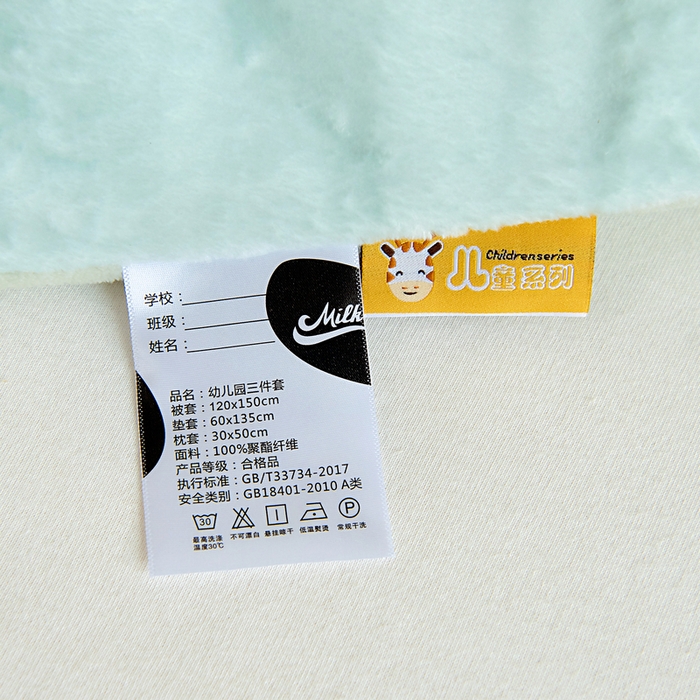 Children series
儿童系列
学校：
班级：
姓名：
Milk
品名：幼儿园三件套
被套：120x150cm
垫套：60x135cm
枕套：30x50cm
面料：100%聚酯纤维
产品等级：合格品
执行标准：GB/T33734-2017
安全类别：GB18401-2010 A类
30
最高洗涤温度30℃
不可漂白
悬挂晾干
低温熨烫
P
常规干洗